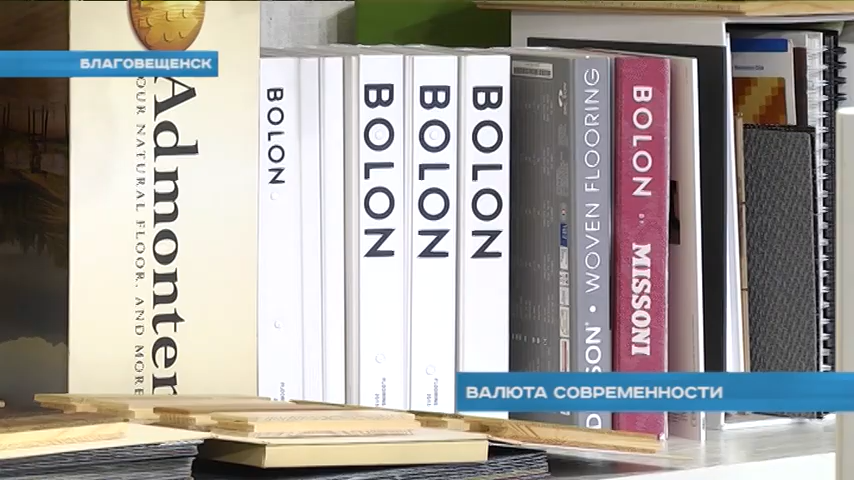 БЛАГОВЕЩЕНСК
Admonter
OUR NATURAL FLOOR. AND MORE
BOLON
BOLON
BOLON
BOLON
WOVEN FLOORING
BOLON
MISSONI
ВАЛЮТА СОВРЕМЕННОСТИ